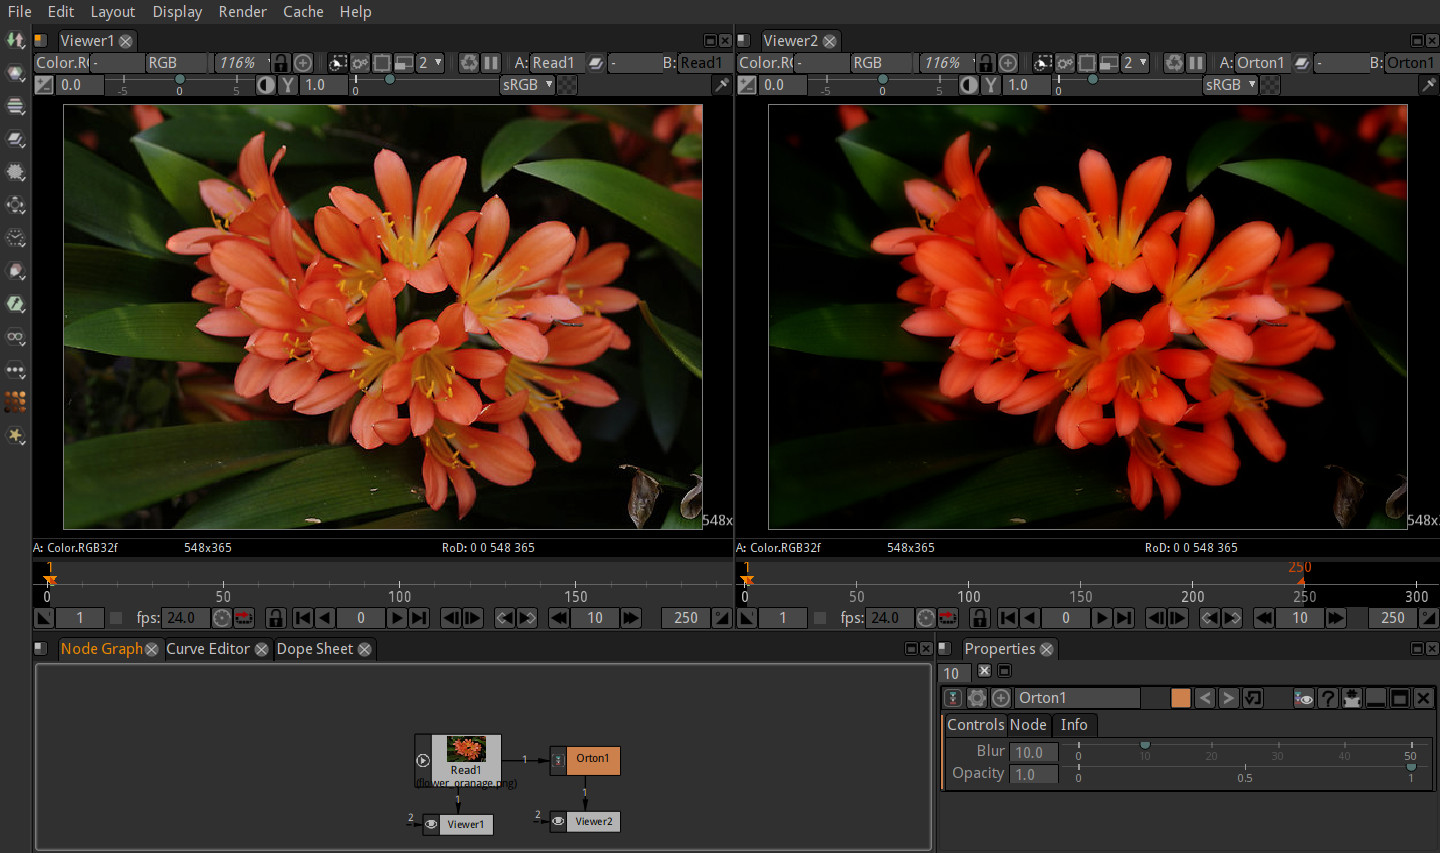 File Edit Layout Display Render Cache Help
Viewer1 Viewer2
Color.R - RGB 116% 2 A: Read1 - B: Read1
Color.R - RGB 116% 2 A: Orton1 - B: Orton1
0.0 -5 0 5 Y 1.0 0 sRGB
0.0 -5 0 5 Y 1.0 0 sRGB
548x
548x
A: Color.RGB32f 548x365 RoD: 0 0 548 365
A: Color.RGB32f 548x365 RoD: 0 0 548 365
1
1 250
0 50 100 150
0 50 100 150 200 250 300
1 fps: 24.0 0 10 250
1 fps: 24.0 0 10 250
Node Graph Curve Editor Dope Sheet
Properties
10
Orton1
Controls Node Info
Blur 10.0 0 10 20 30 40 50
Opacity 1.0 0 0.5 1
Read1
(flower_oranage.png)
1
Orton1
1
1
2 Viewer1
2 Viewer2